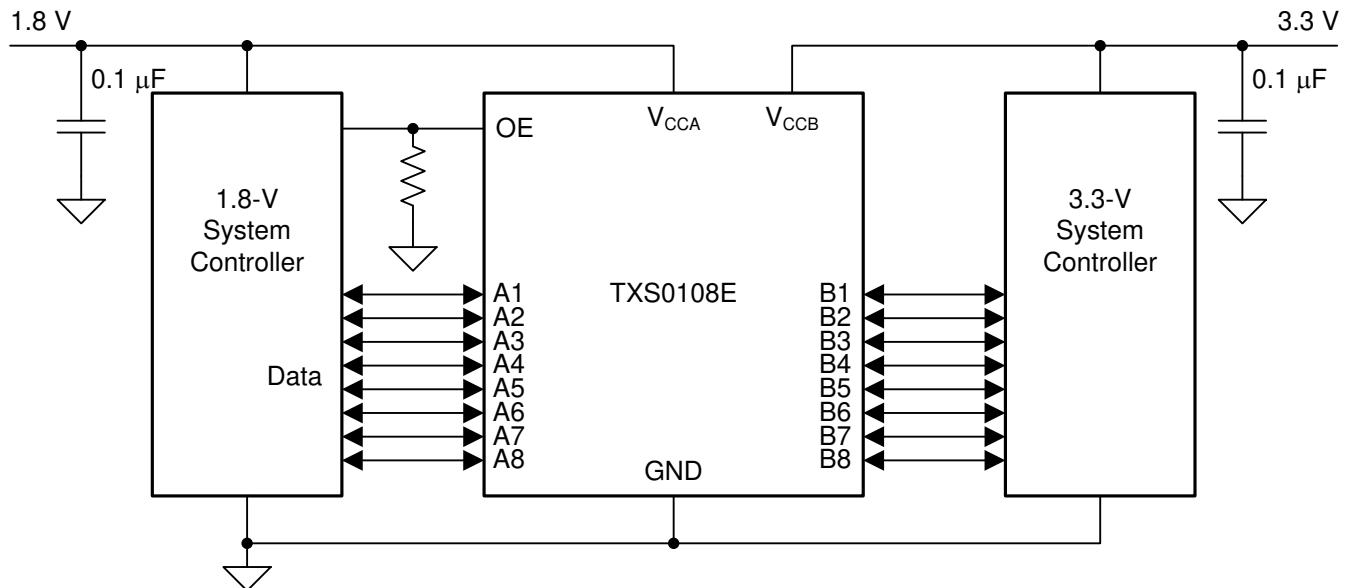 1.8 V
3.3 V
0.1 μF
0.1 μF
OE
VCCA
VCCB
1.8-V
System
Controller
3.3-V
System
Controller
TXS0108E
Data
A1
A2
A3
A4
A5
A6
A7
A8
B1
B2
B3
B4
B5
B6
B7
B8
GND